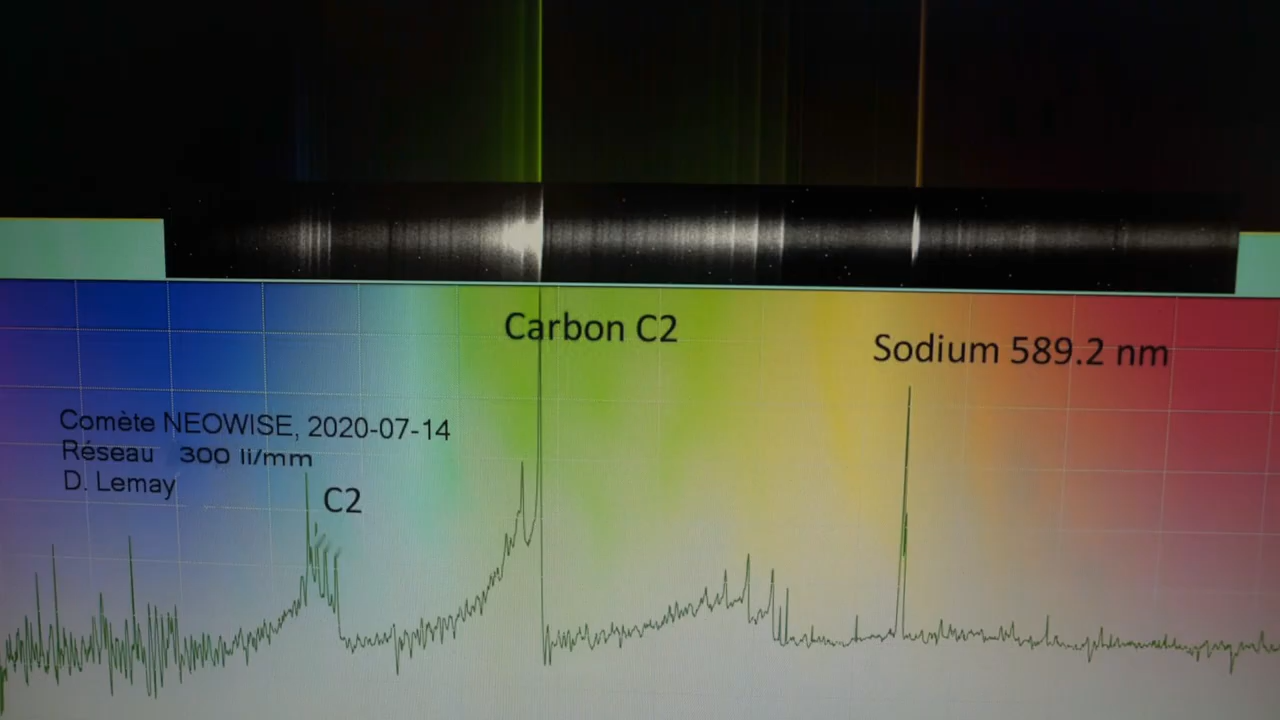 Carbon C2
Sodium 589.2 nm
Comète NEOWISE, 2020-07-14
Réseau 300 li/mm
D. Lemay
C2